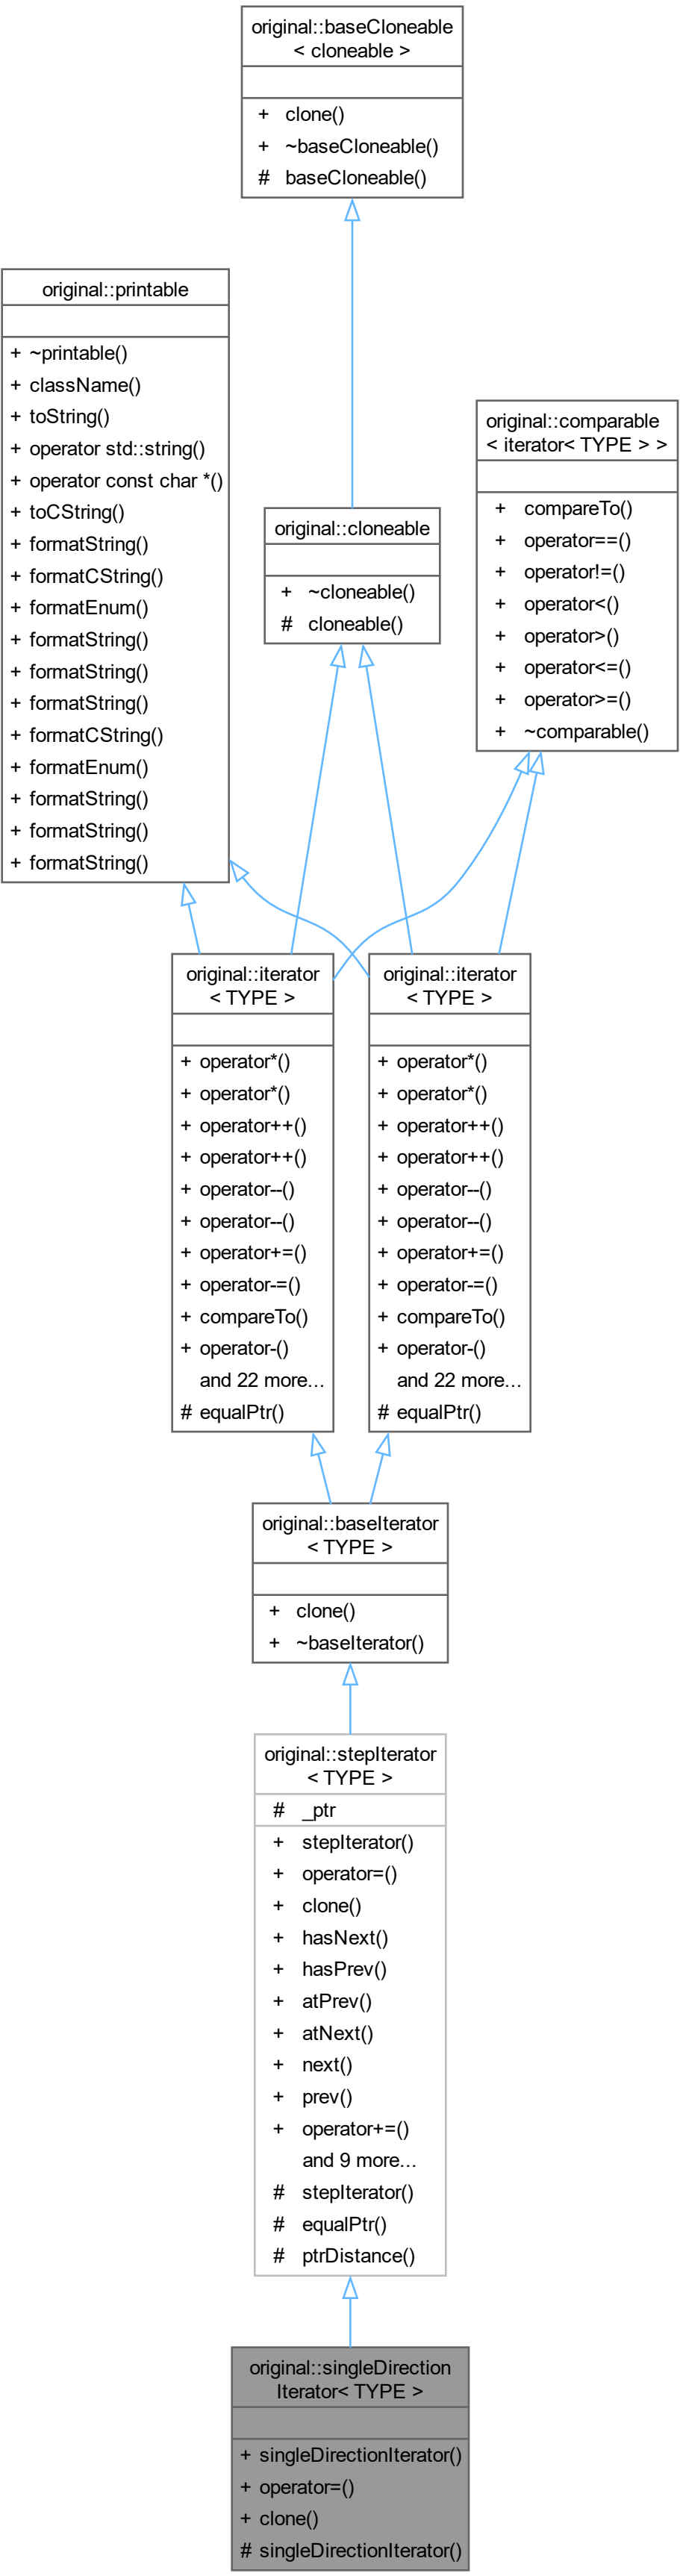 original::baseCloneable
< cloneable >
+ clone()
+ ~baseCloneable()
# baseCloneable()
original::printable
+ ~printable()
+ className()
+ toString()
+ operator std::string()
+ operator const char *()
+ toCString()
+ formatString()
+ formatCString()
+ formatEnum()
+ formatString()
+ formatString()
+ formatString()
+ formatCString()
+ formatEnum()
+ formatString()
+ formatString()
+ formatString()
original::comparable
< iterator< TYPE > >
+ compareTo()
+ operator==()
+ operator!=()
+ operator<()
+ operator>()
+ operator<=()
+ operator>=()
+ ~comparable()
original::cloneable
+ ~cloneable()
# cloneable()
original::iterator
< TYPE >
+ operator*()
+ operator*()
+ operator++()
+ operator++()
+ operator--()
+ operator--()
+ operator+=()
+ operator-=()
+ compareTo()
+ operator-()
and 22 more...
# equalPtr()
original::iterator
< TYPE >
+ operator*()
+ operator*()
+ operator++()
+ operator++()
+ operator--()
+ operator--()
+ operator+=()
+ operator-=()
+ compareTo()
+ operator-()
and 22 more...
# equalPtr()
original::baseIterator
< TYPE >
+ clone()
+ ~baseIterator()
original::stepIterator
< TYPE >
# _ptr
+ stepIterator()
+ operator=()
+ clone()
+ hasNext()
+ hasPrev()
+ atPrev()
+ atNext()
+ next()
+ prev()
+ operator+=()
and 9 more...
# stepIterator()
# equalPtr()
# ptrDistance()
original::singleDirection
Iterator< TYPE >
+ singleDirectionIterator()
+ operator=()
+ clone()
# singleDirectionIterator()